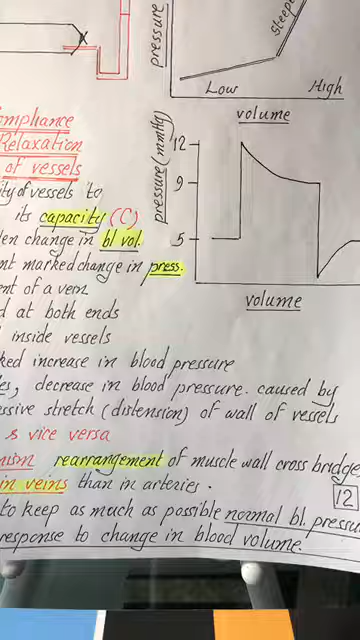 pressure
steeper
Low High
volume
ompliance
Relaxation
of vessels
ity of vessels to
its capacity (C)
en change in bl vol.
nt marked change in press.
ent of a vein
d at both ends
inside vessels
pressure (mmHg)
12
9
5
volume
ked increase in blood pressure
es, decrease in blood pressure. caused by
essive stretch (distension) of wall of vessels
& vice versa
nism rearrangement of muscle wall cross bridge
in veins than in arteries.
12
to keep as much as possible normal bl. pressu
response to change in blood volume.